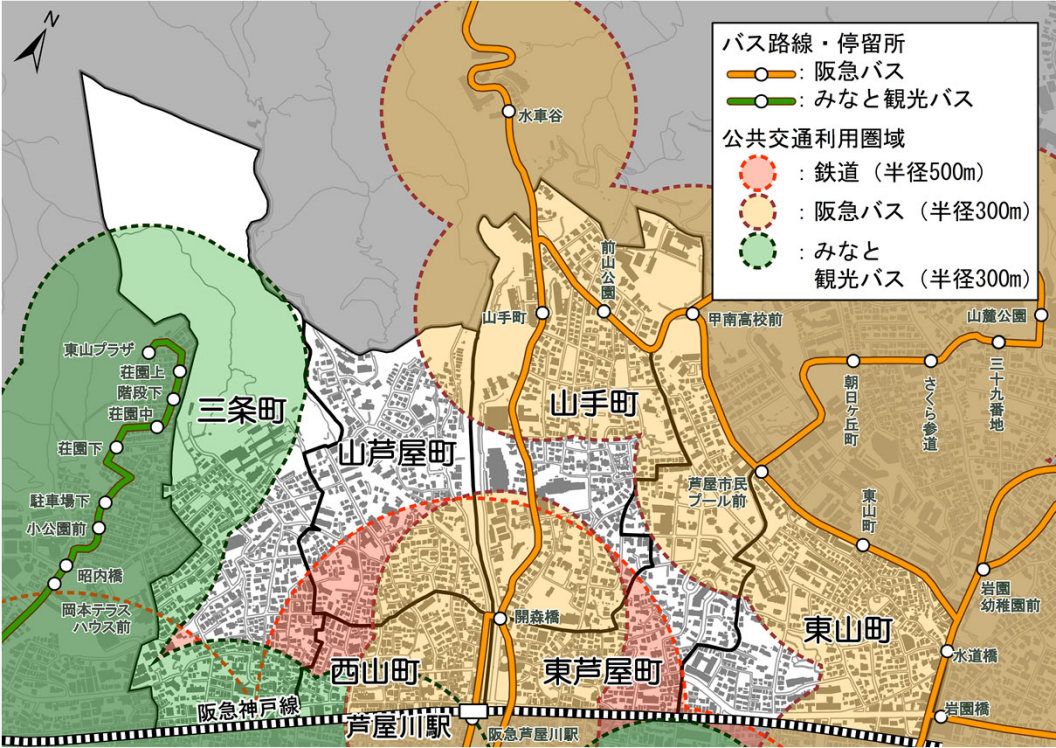 N
バス路線・停留所
：阪急バス
：みなと観光バス
公共交通利用圏域
：鉄道（半径500m）
：阪急バス（半径300m）
：みなと
観光バス（半径300m）
水車谷
前山公園
山手町
甲南高校前
山麓公園
三十九番地
さくら参道
朝日ヶ丘町
東山プラザ
荘園上
階段下
荘園中
荘園下
駐車場下
小公園前
昭内橋
岡本テラス
ハウス前
三条町
山芦屋町
山手町
芦屋市民
プール前
東山町
岩園
幼稚園前
開森橋
西山町
東芦屋町
東山町
水道橋
阪急神戸線
芦屋川駅
阪急芦屋川駅
岩園橋